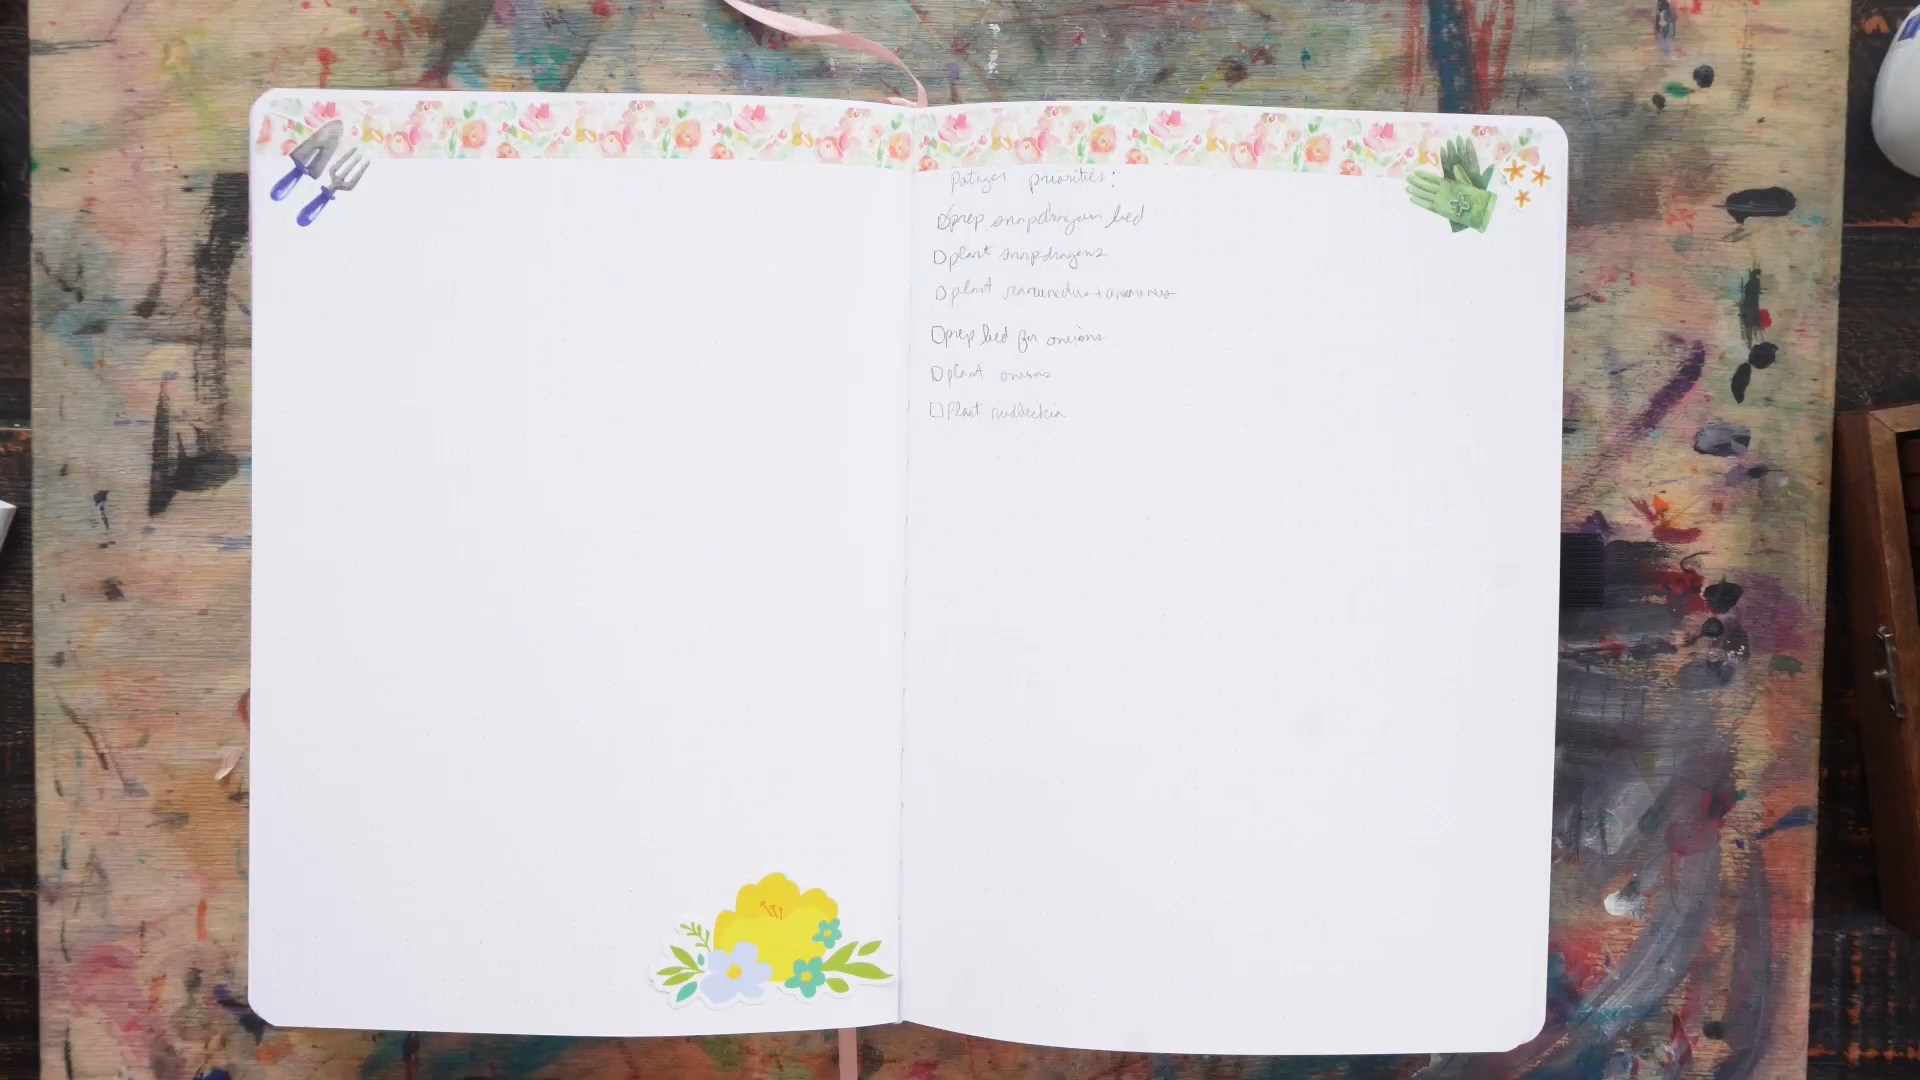 Potager priorities:
prep snapdragon bed
plant snapdragons
plant ranunculus + anemones
prep bed for onions
plant onions
Plant rudbeckia